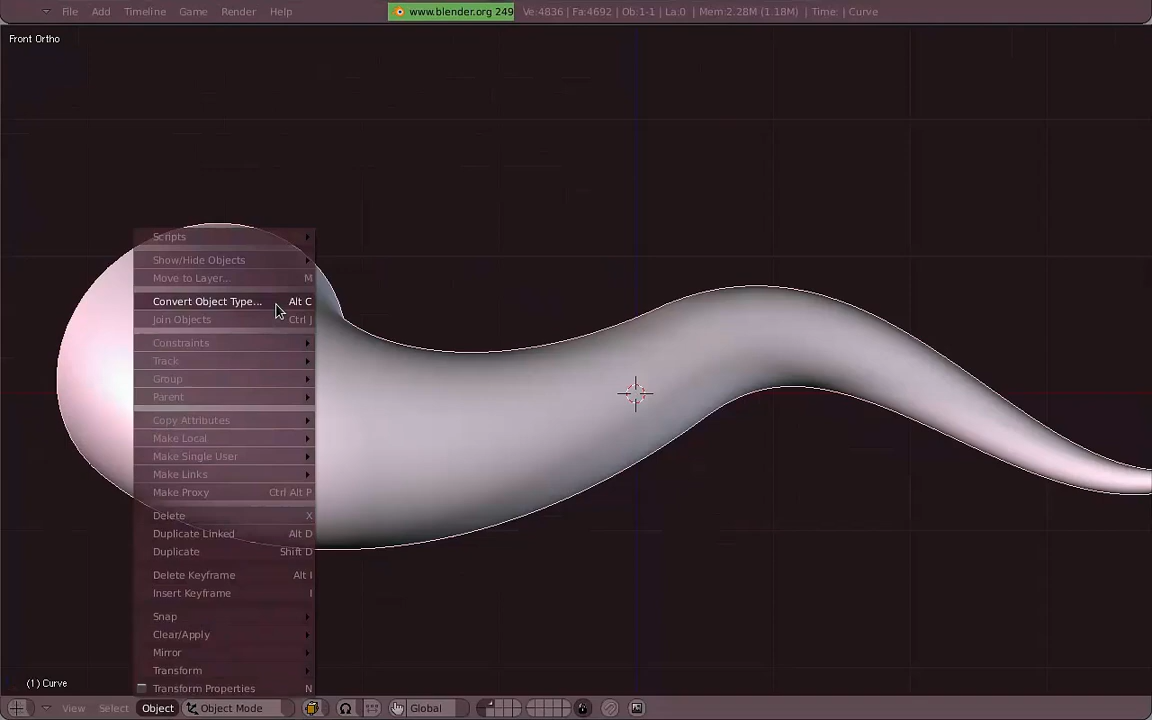 File Add Timeline Game Render Help www.blender.org 249 Ve:4836 | Fa:4692 | Ob:1-1 | La:0 | Mem:2.28M (1.18M) | Time: | Curve
Front Ortho
Scripts
Show/Hide Objects
Move to Layer... M
Convert Object Type... Alt C
Join Objects Ctrl J
Constraints
Track
Group
Parent
Copy Attributes
Make Local
Make Single User
Make Links
Make Proxy Ctrl Alt P
Delete X
Duplicate Linked Alt D
Duplicate Shift D
Delete Keyframe Alt I
Insert Keyframe I
Snap
Clear/Apply
Mirror
Transform
(1) Curve
Transform Properties N
View Select Object Object Mode Global